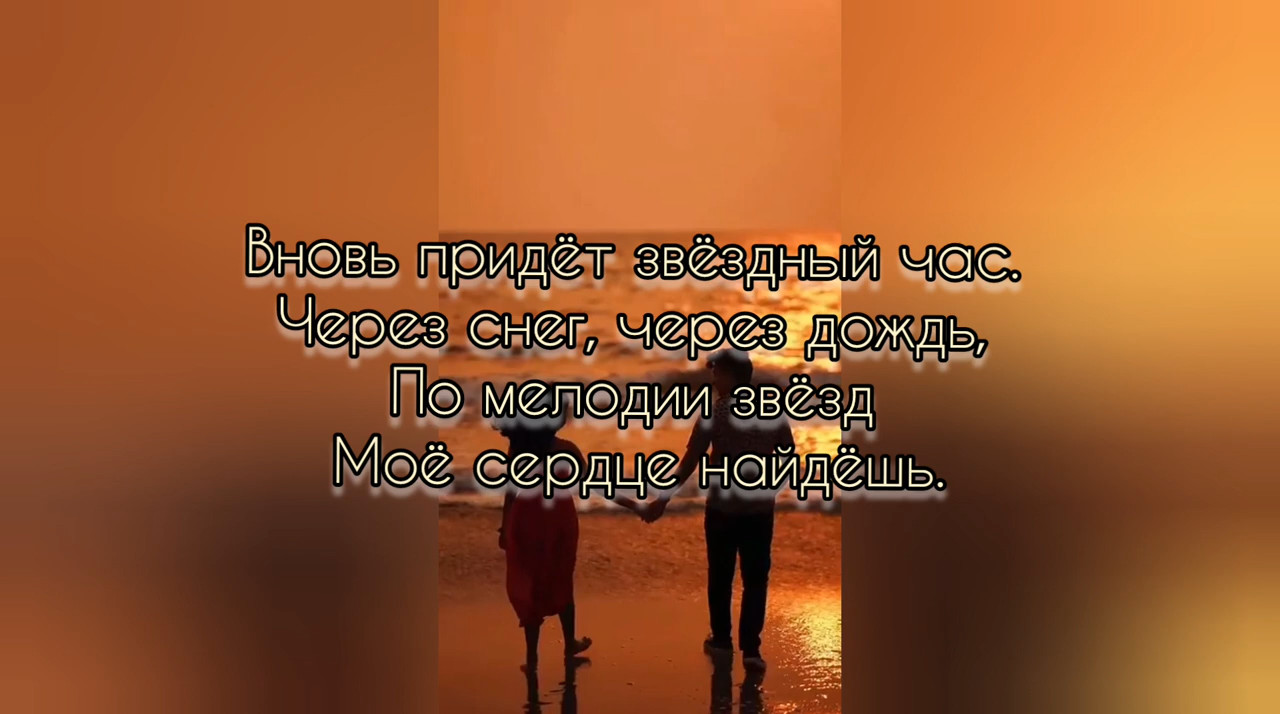 Вновь придёт звёздный час.
Через снег, через дождь,
По мелодии звёзд
Моё сердце найдёшь.